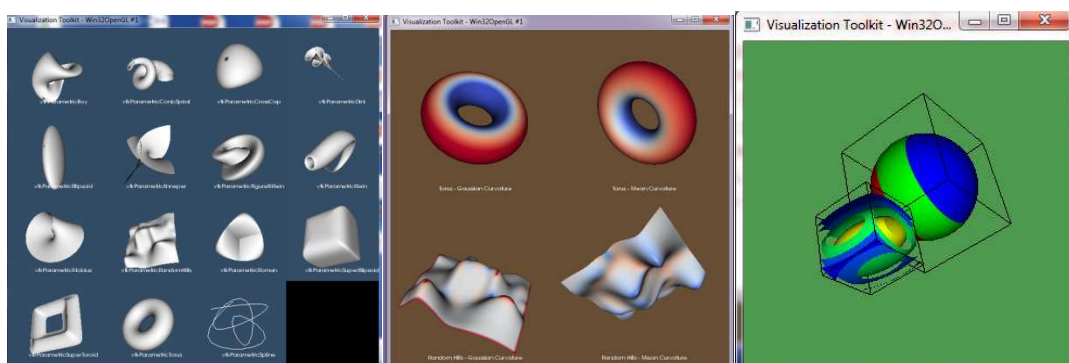 Visualization Toolkit - Win32OpenGL #1
vtkParametricBoy
vtkParametricConicSpiral
vtkParametricCrossCap
vtkParametricDini
vtkParametricEllipsoid
vtkParametricEnneper
vtkParametricFigure8Klein
vtkParametricKlein
vtkParametricMobius
vtkParametricRandomHills
vtkParametricRoman
vtkParametricSuperEllipsoid
vtkParametricSuperToroid
vtkParametricTorus
vtkParametricSpline
Visualization Toolkit - Win32OpenGL #1
Torus - Gaussian Curvature
Torus - Mean Curvature
Random Hills - Gaussian Curvature
Random Hills - Mean Curvature
Visualization Toolkit - Win32O...